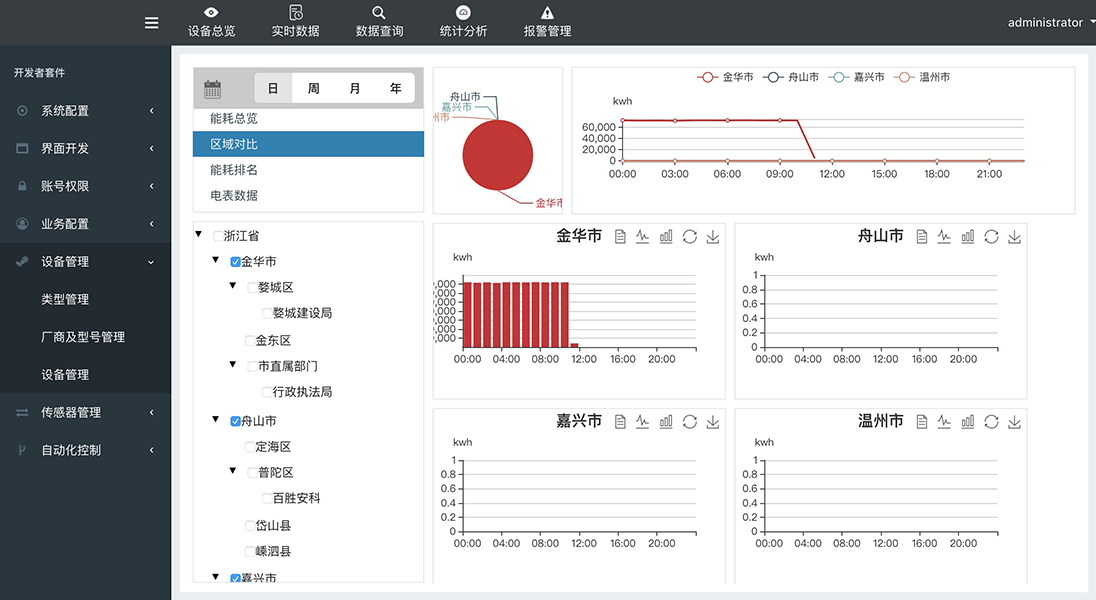 设备总览 实时数据 数据查询 统计分析 报警管理 administrator
开发者套件
系统配置
界面开发
账号权限
业务配置
设备管理
类型管理
厂商及型号管理
设备管理
传感器管理
自动化控制
日 周 月 年
能耗总览
区域对比
能耗排名
电表数据
浙江省
金华市
婺城区
婺城建设局
金东区
市直属部门
行政执法局
舟山市
定海区
普陀区
百胜安科
岱山县
嵊泗县
嘉兴市
舟山市
嘉兴市
州市
金华市
金华市 舟山市 嘉兴市 温州市
kwh
60,000
40,000
20,000
0
00:00 03:00 06:00 09:00 12:00 15:00 18:00 21:00
金华市
kwh
,000
0,000
0,000
0,000
0,000
0,000
0,000
00:00 04:00 08:00 12:00 16:00 20:00
舟山市
kwh
1
0.8
0.6
0.4
0.2
0
00:00 04:00 08:00 12:00 16:00 20:00
嘉兴市
kwh
1
0.8
0.6
0.4
0.2
0
00:00 04:00 08:00 12:00 16:00 20:00
温州市
kwh
1
0.8
0.6
0.4
0.2
0
00:00 04:00 08:00 12:00 16:00 20:00